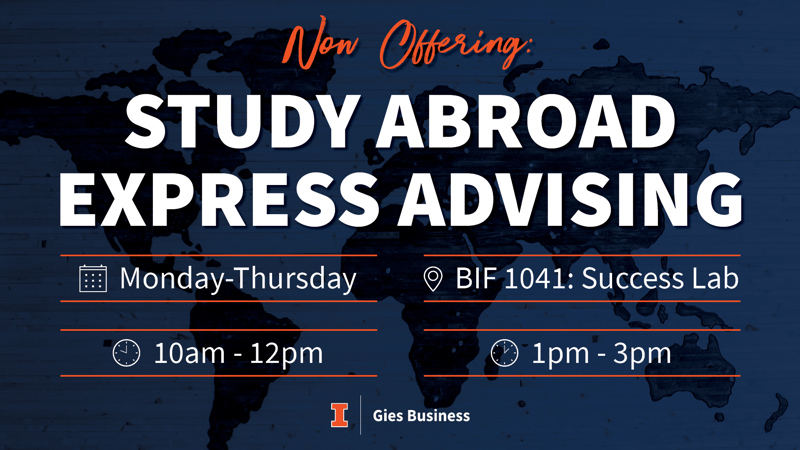 Now Offering:
STUDY ABROAD
EXPRESS ADVISING
Monday-Thursday
BIF 1041: Success Lab
10am - 12pm
1pm - 3pm
I
Gies Business